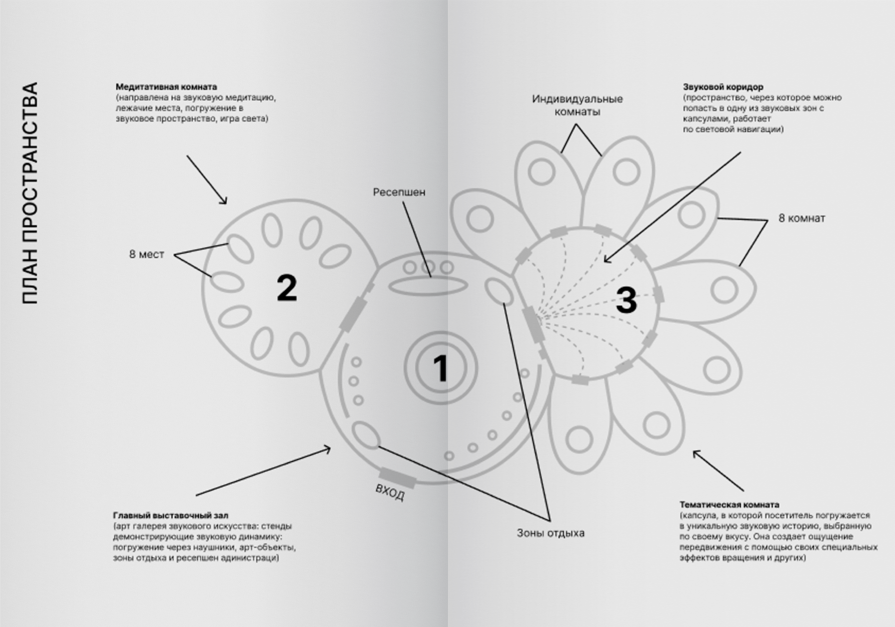 ПЛАН ПРОСТРАНСТВА
Медитативная комната
(направлена на звуковую медитацию,
лежачие места, погружение в
звуковое пространство, игра света)
Индивидуальные
комнаты
Звуковой коридор
(пространство, через которое можно
попасть в одну из звуковых зон с
капсулами, работает
по световой навигации)
Ресепшен
8 мест
8 комнат
2
3
1
ВХОД
Главный выставочный зал
(арт галерея звукового искусства: стенды
демонстрирующие звуковую динамику:
погружение через наушники, арт-объекты,
зоны отдыха и ресепшен адинистраци)
Зоны отдыха
Тематическая комната
(капсула, в которой посетитель погружается
в уникальную звуковую историю, выбранную
по своему вкусу. Она создает ощущение
передвижения с помощью своих специальных
эффектов вращения и других)